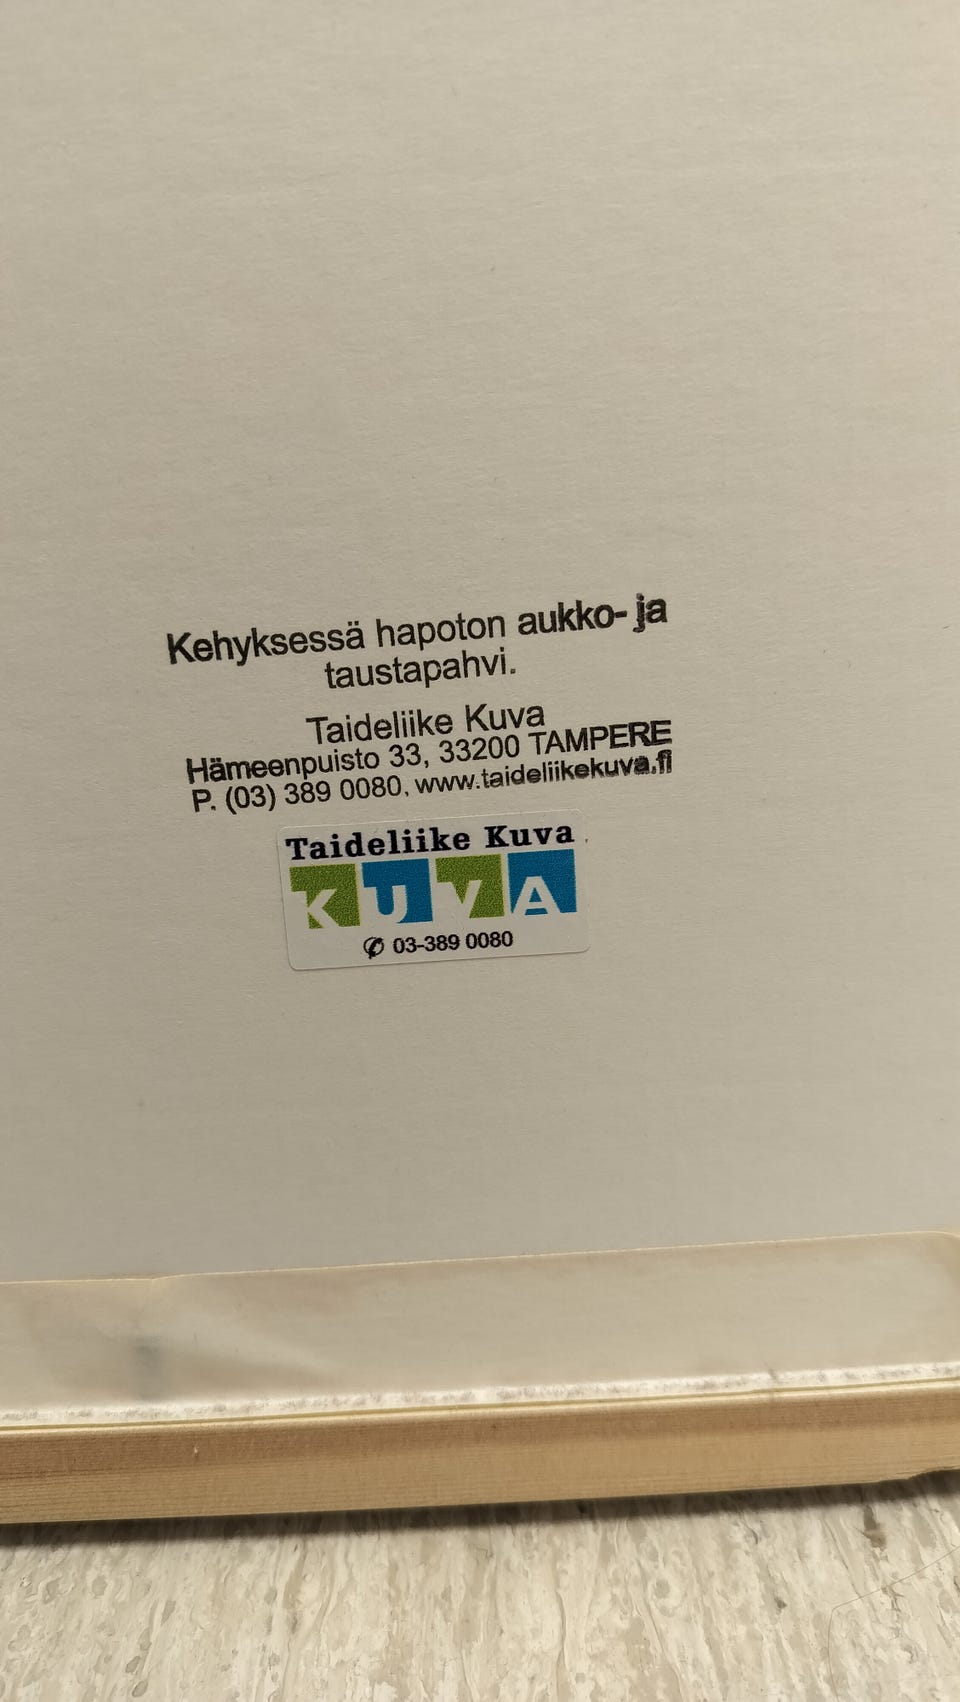 Kehyksessä hapoton aukko- ja
taustapahvi.
Taideliike Kuva
Hämeenpuisto 33, 33200 TAMPERE
P. (03) 389 0080, www.taideliikekuva.fi
Taideliike Kuva
KUVA
✆ 03-389 0080